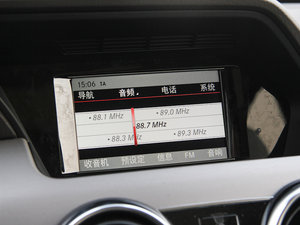 15:06 TA
导航 音频 电话 系统
88.1 MHz 89.0 MHz
88.7 MHz
88.3 MHz 89.3 MHz
收音机 预设定 信息 FM 音响